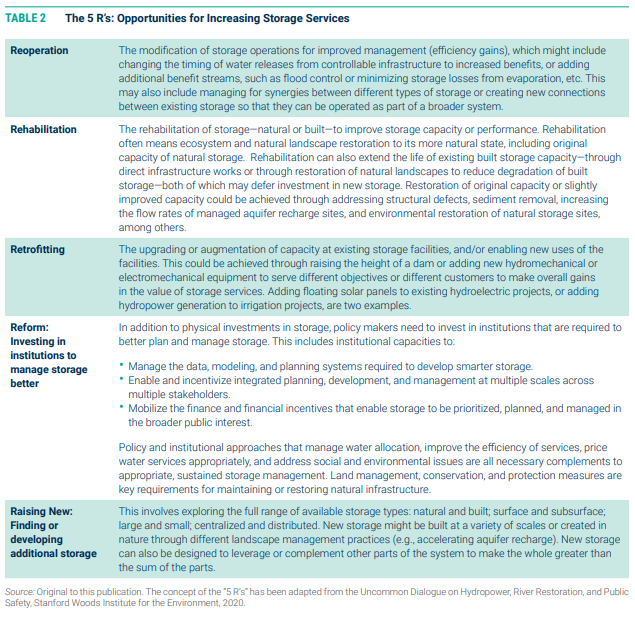 TABLE 2 The 5 R's: Opportunities for Increasing Storage Services
Reoperation
The modification of storage operations for improved management (efficiency gains), which might include
changing the timing of water releases from controllable infrastructure to increased benefits, or adding
additional benefit streams, such as flood control or minimizing storage losses from evaporation, etc. This
may also include managing for synergies between different types of storage or creating new connections
between existing storage so that they can be operated as part of a broader system.
Rehabilitation
The rehabilitation of storage—natural or built—to improve storage capacity or performance. Rehabilitation
often means ecosystem and natural landscape restoration to its more natural state, including original
capacity of natural storage. Rehabilitation can also extend the life of existing built storage capacity—through
direct infrastructure works or through restoration of natural landscapes to reduce degradation of built
storage—both of which may defer investment in new storage. Restoration of original capacity or slightly
improved capacity could be achieved through addressing structural defects, sediment removal, increasing
the flow rates of managed aquifer recharge sites, and environmental restoration of natural storage sites,
among others.
Retrofitting
The upgrading or augmentation of capacity at existing storage facilities, and/or enabling new uses of the
facilities. This could be achieved through raising the height of a dam or adding new hydromechanical or
electromechanical equipment to serve different objectives or different customers to make overall gains
in the value of storage services. Adding floating solar panels to existing hydroelectric projects, or adding
hydropower generation to irrigation projects, are two examples.
Reform:
Investing in
institutions to
manage storage
better
In addition to physical investments in storage, policy makers need to invest in institutions that are required to
better plan and manage storage. This includes institutional capacities to:
• Manage the data, modeling, and planning systems required to develop smarter storage.
• Enable and incentivize integrated planning, development, and management at multiple scales across
multiple stakeholders.
• Mobilize the finance and financial incentives that enable storage to be prioritized, planned, and managed in
the broader public interest.
Policy and institutional approaches that manage water allocation, improve the efficiency of services, price
water services appropriately, and address social and environmental issues are all necessary complements to
appropriate, sustained storage management. Land management, conservation, and protection measures are
key requirements for maintaining or restoring natural infrastructure.
Raising New:
Finding or
developing
additional storage
This involves exploring the full range of available storage types: natural and built; surface and subsurface;
large and small; centralized and distributed. New storage might be built at a variety of scales or created in
nature through different landscape management practices (e.g., accelerating aquifer recharge). New storage
can also be designed to leverage or complement other parts of the system to make the whole greater than
the sum of the parts.
Source: Original to this publication. The concept of the "5 R's" has been adapted from the Uncommon Dialogue on Hydropower, River Restoration, and Public
Safety, Stanford Woods Institute for the Environment, 2020.